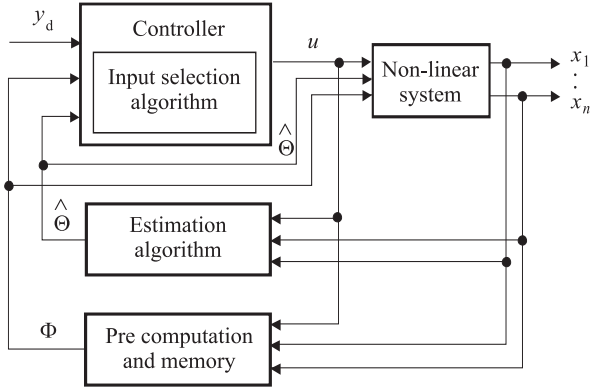 y_d
Controller
Input selection
algorithm
u
Non-linear
system
x_1
:
x_n
Θ̂
Θ̂
Estimation
algorithm
Φ
Pre computation
and memory